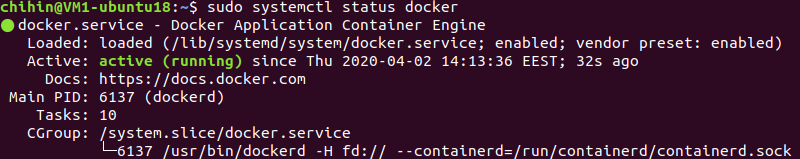 chihin@VM1-ubuntu18:~$ sudo systemctl status docker
● docker.service - Docker Application Container Engine
Loaded: loaded (/lib/systemd/system/docker.service; enabled; vendor preset: enabled)
Active: active (running) since Thu 2020-04-02 14:13:36 EEST; 32s ago
Docs: https://docs.docker.com
Main PID: 6137 (dockerd)
Tasks: 10
CGroup: /system.slice/docker.service
└─6137 /usr/bin/dockerd -H fd:// --containerd=/run/containerd/containerd.sock